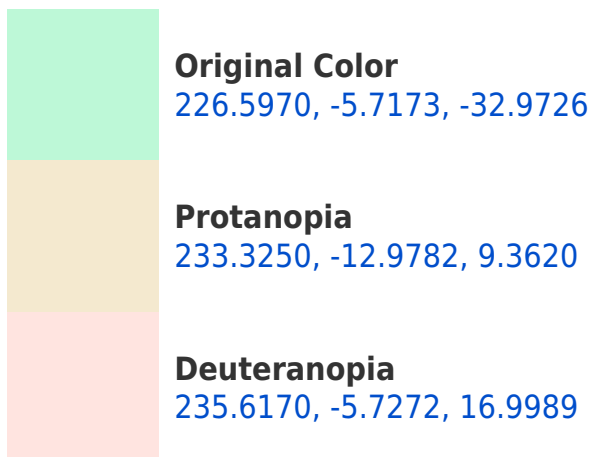 Original Color
226.5970, -5.7173, -32.9726
Protanopia
233.3250, -12.9782, 9.3620
Deuteranopia
235.6170, -5.7272, 16.9989